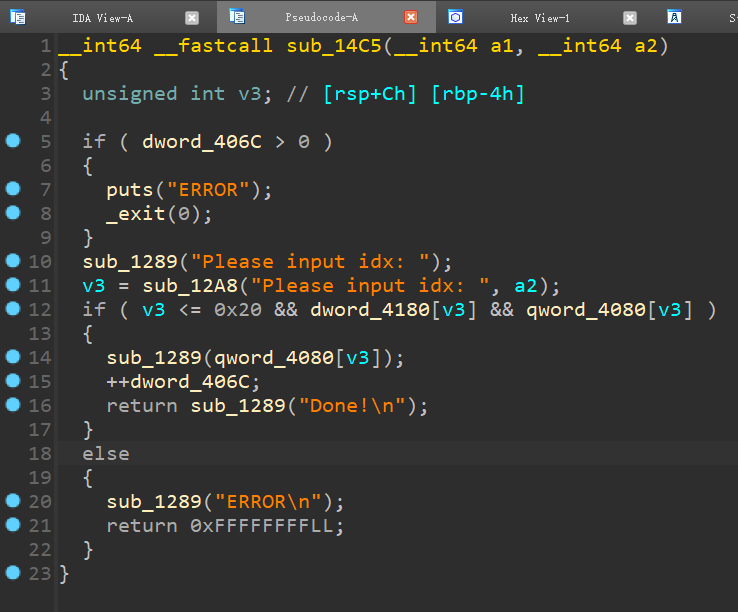 IDA View-A Pseudocode-A Hex View-1 A S
1 __int64 __fastcall sub_14C5(__int64 a1, __int64 a2)
2 {
3   unsigned int v3; // [rsp+Ch] [rbp-4h]
4
5   if ( dword_406C > 0 )
6   {
7     puts("ERROR");
8     _exit(0);
9   }
10   sub_1289("Please input idx: ");
11   v3 = sub_12A8("Please input idx: ", a2);
12   if ( v3 <= 0x20 && dword_4180[v3] && qword_4080[v3] )
13   {
14     sub_1289(qword_4080[v3]);
15     ++dword_406C;
16     return sub_1289("Done!\n");
17   }
18   else
19   {
20     sub_1289("ERROR\n");
21     return 0xFFFFFFFFLL;
22   }
23 }